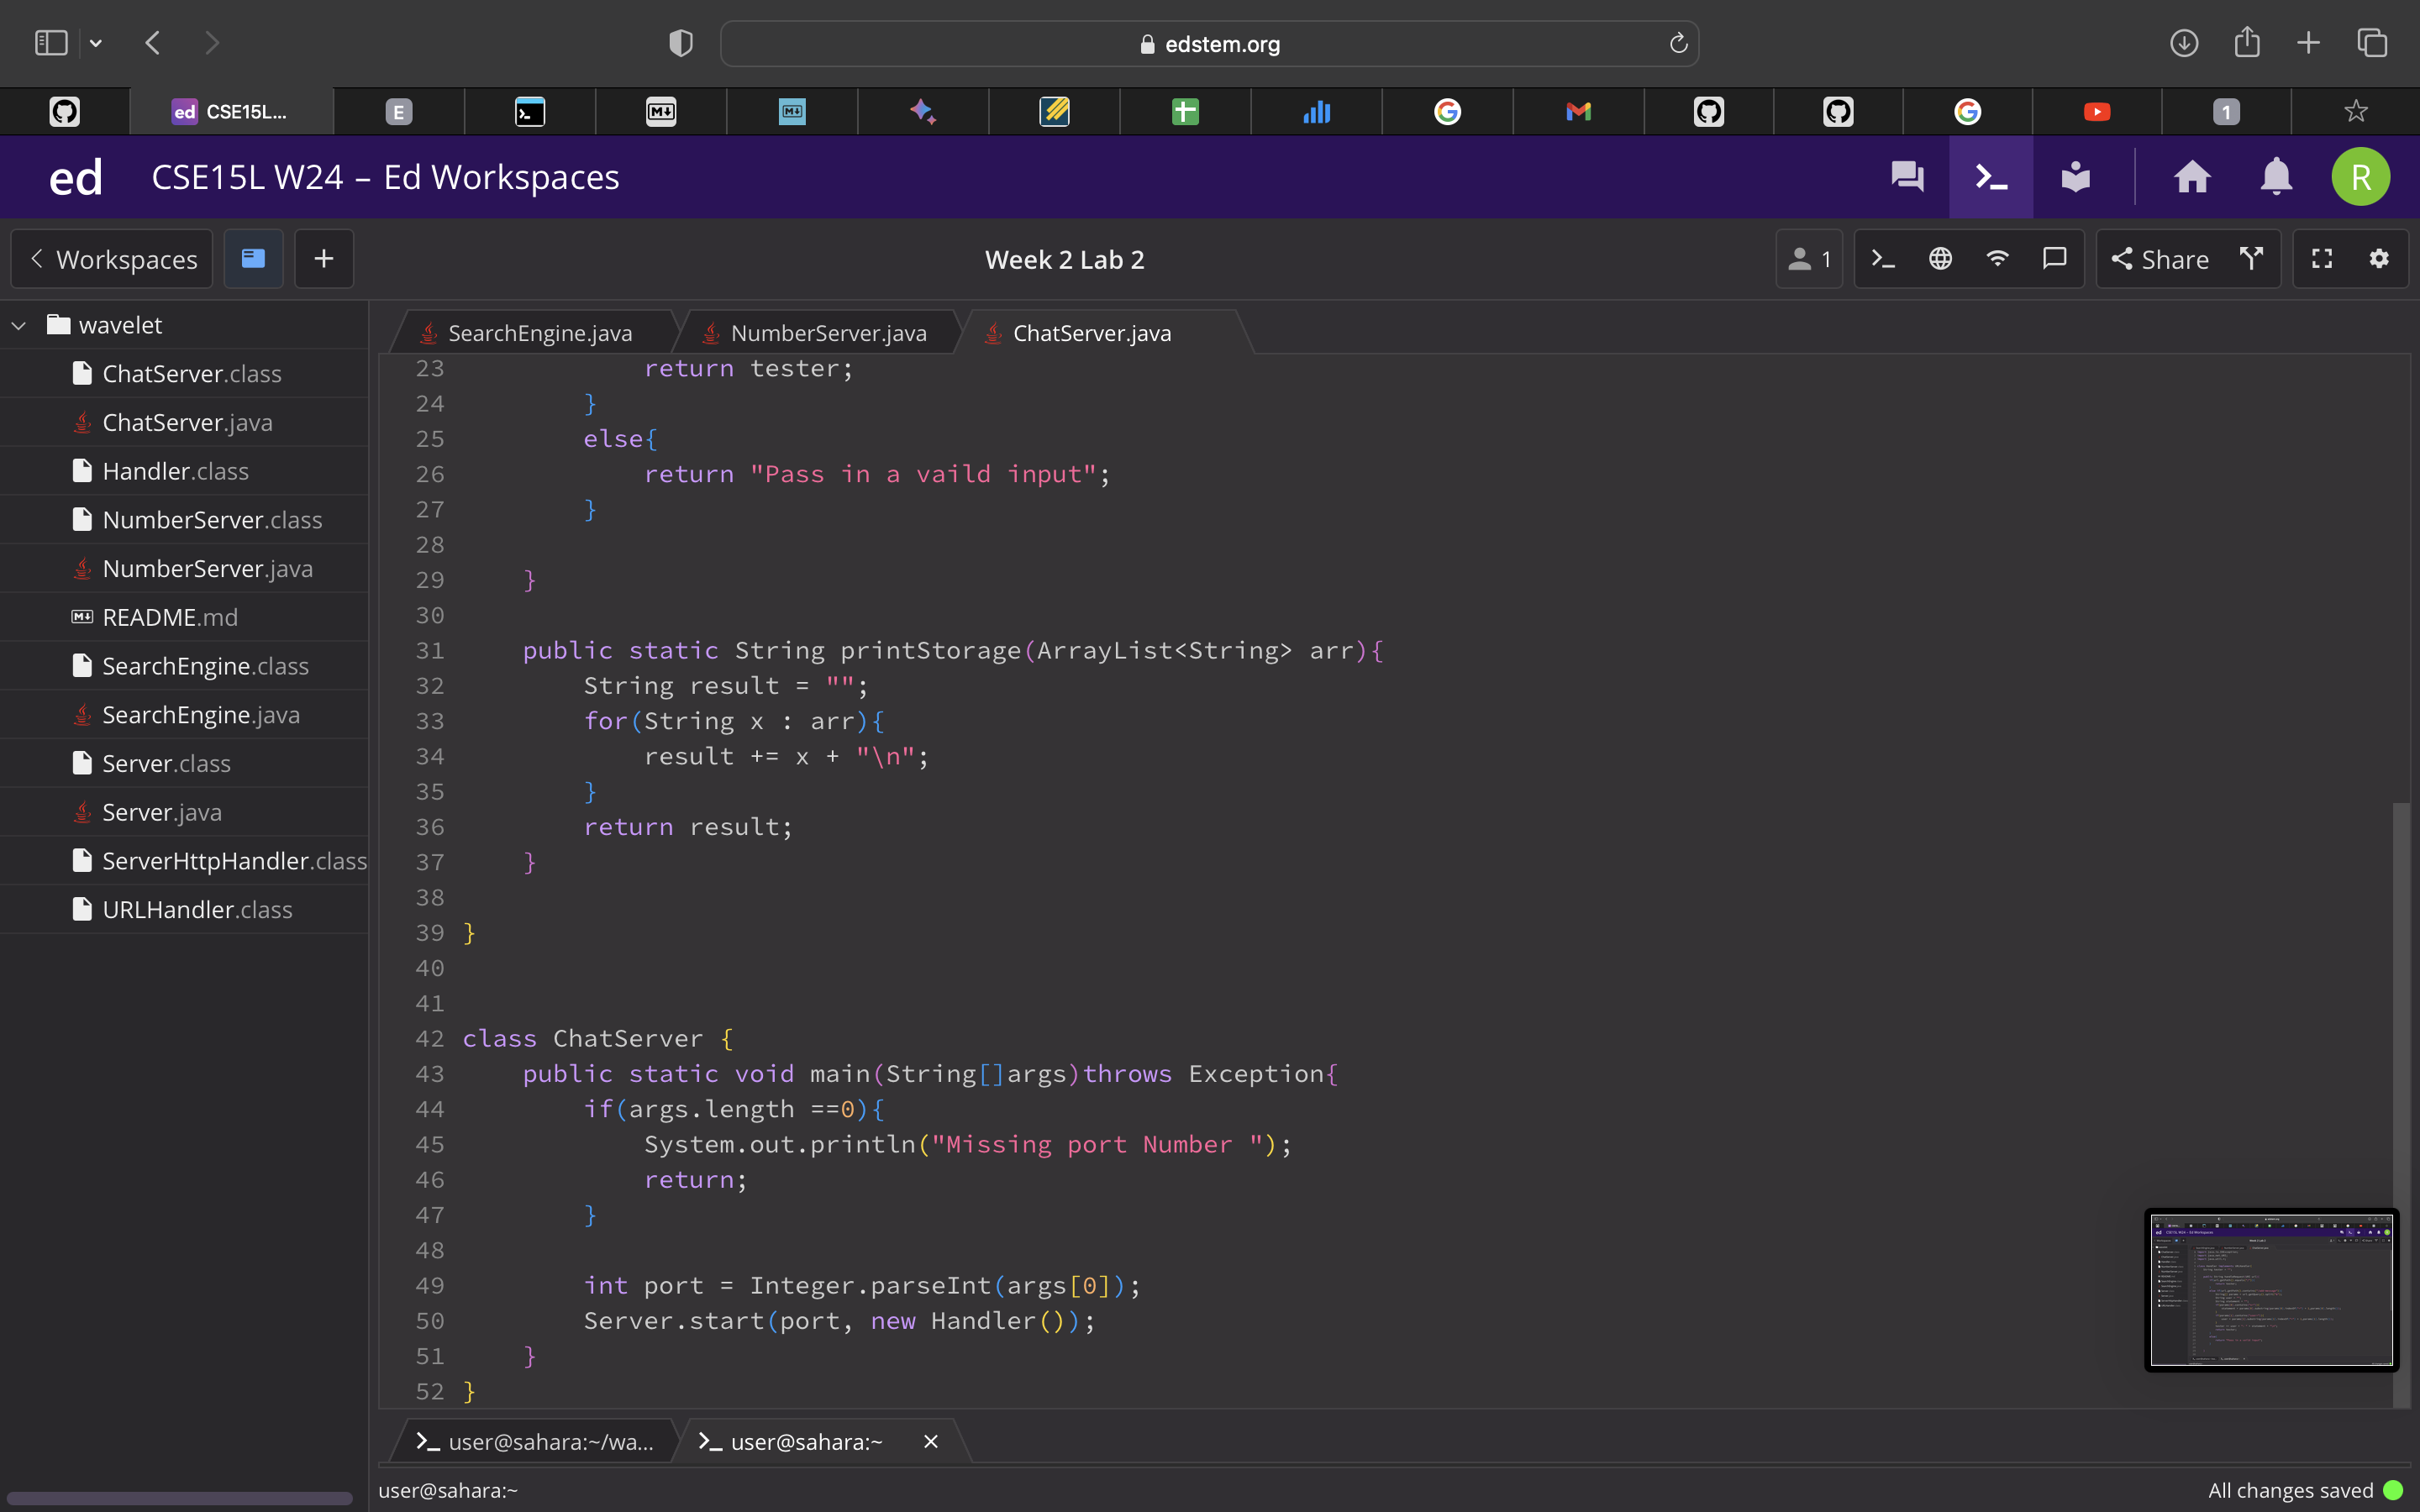 edstem.org
ed CSE15L...
E
1
ed CSE15L W24 – Ed Workspaces
R
Workspaces
Week 2 Lab 2
1
Share
wavelet
ChatServer.class
ChatServer.java
Handler.class
NumberServer.class
NumberServer.java
README.md
SearchEngine.class
SearchEngine.java
Server.class
Server.java
ServerHttpHandler.class
URLHandler.class
SearchEngine.java NumberServer.java ChatServer.java
23 return tester;
24 }
25 else{
26 return "Pass in a vaild input";
27 }
28
29 }
30
31 public static String printStorage(ArrayList<String> arr){
32 String result = "";
33 for(String x : arr){
34 result += x + "\n";
35 }
36 return result;
37 }
38
39 }
40
41
42 class ChatServer {
43 public static void main(String[]args)throws Exception{
44 if(args.length ==0){
45 System.out.println("Missing port Number ");
46 return;
47 }
48
49 int port = Integer.parseInt(args[0]);
50 Server.start(port, new Handler());
51 }
52 }
user@sahara:~/wa... user@sahara:~
user@sahara:~
All changes saved